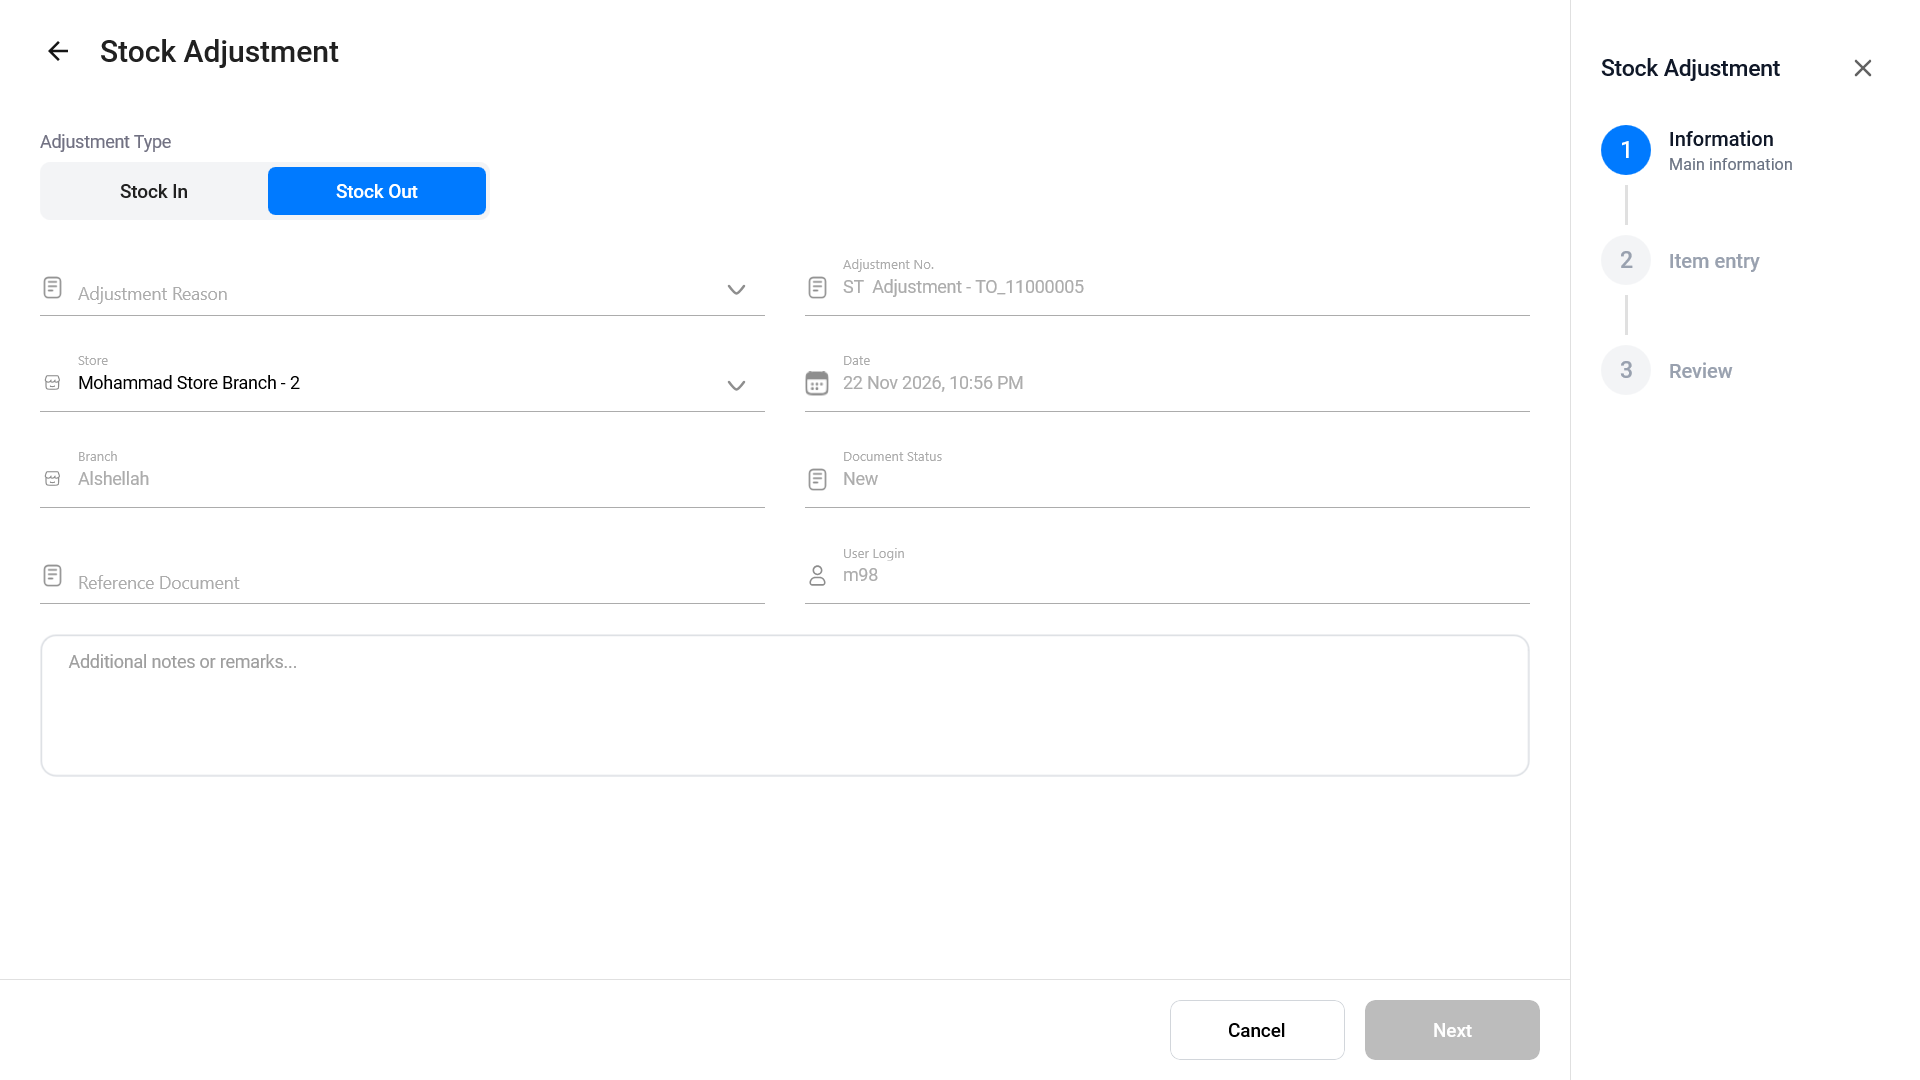 Stock Adjustment
Adjustment Type
Stock In
Stock Out
Adjustment Reason
Adjustment No.
ST  Adjustment - TO_11000005
Store
Mohammad Store Branch - 2
Date
22 Nov 2026, 10:56 PM
Branch
Alshellah
Document Status
New
Reference Document
User Login
m98
Additional notes or remarks...
Cancel
Next
Stock Adjustment
1
Information
Main information
2
Item entry
3
Review